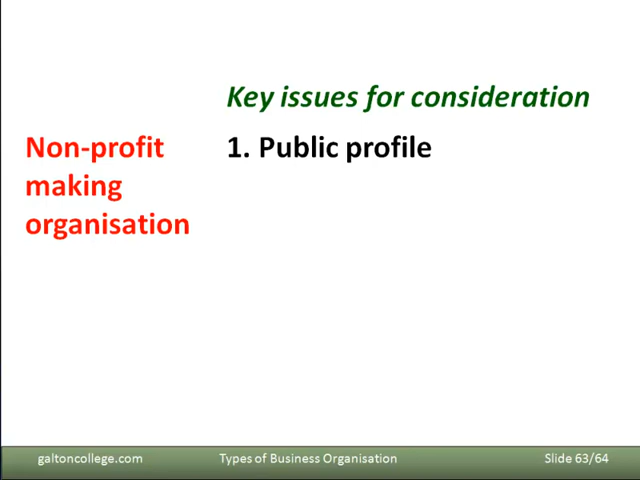 Key issues for consideration
Non-profit making organisation
1. Public profile
galtoncollege.com
Types of Business Organisation
Slide 63/64